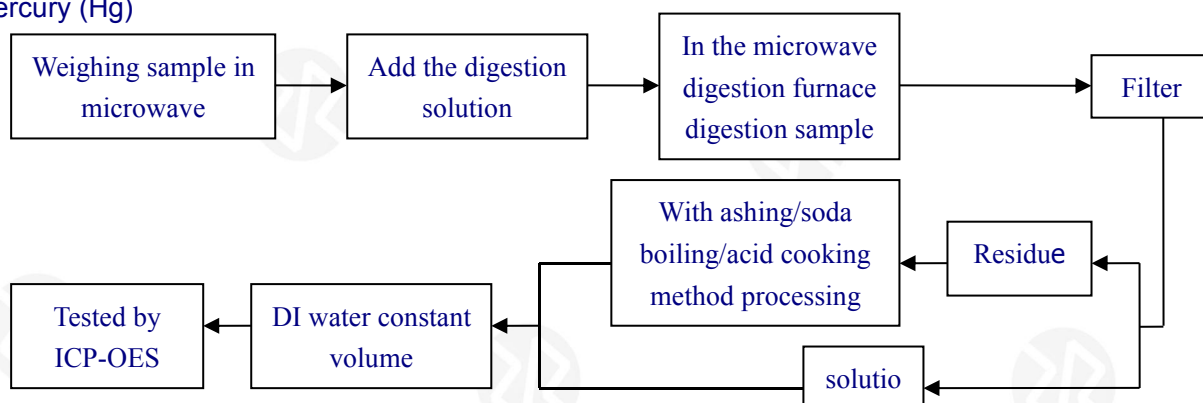 ercury (Hg)
Weighing sample in
microwave
Add the digestion
solution
In the microwave
digestion furnace
digestion sample
Filter
With ashing/soda
boiling/acid cooking
method processing
Residue
Tested by
ICP-OES
DI water constant
volume
solutio